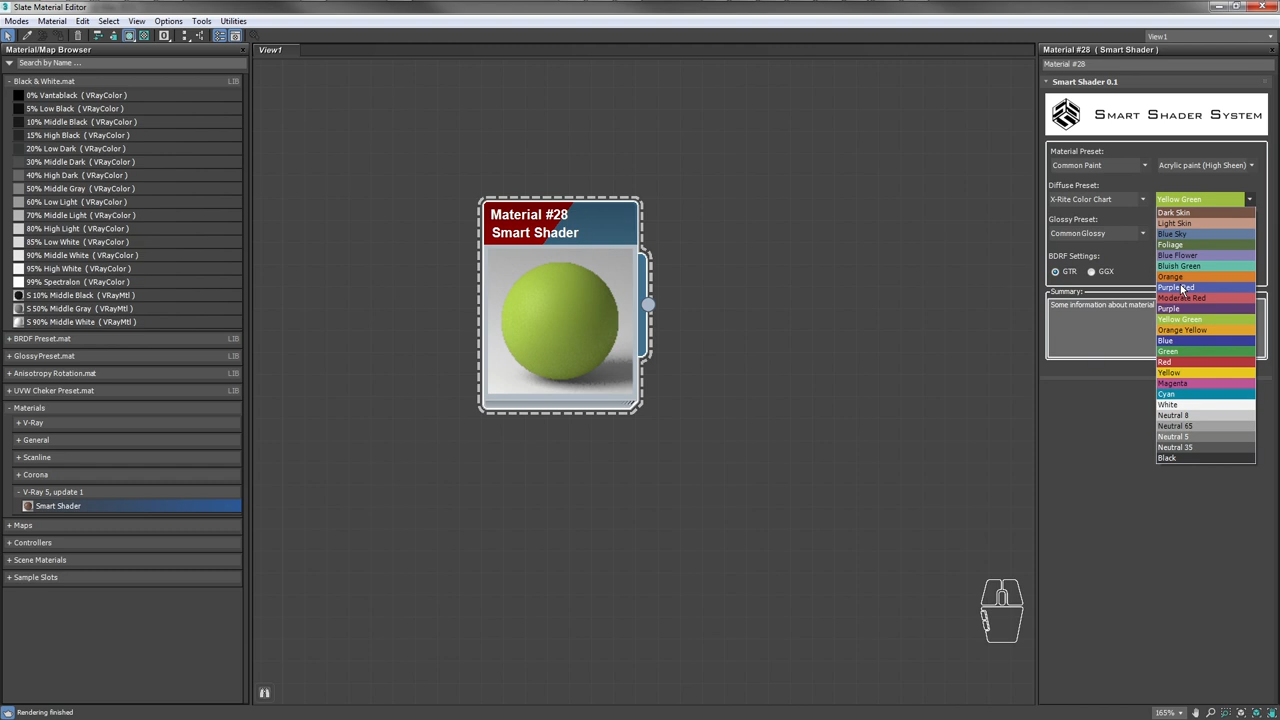 Slate Material Editor
Modes Material Edit Select View Options Tools Utilities
View1
Material/Map Browser
Search by Name ...
Black & White.mat LIB
0% Vantablack ( VRayColor )
5% Low Black ( VRayColor )
10% Middle Black ( VRayColor )
15% High Black ( VRayColor )
20% Low Dark ( VRayColor )
30% Middle Dark ( VRayColor )
40% High Dark ( VRayColor )
50% Middle Gray ( VRayColor )
60% Low Light ( VRayColor )
70% Middle Light ( VRayColor )
80% High Light ( VRayColor )
85% Low White ( VRayColor )
90% Middle White ( VRayColor )
95% High White ( VRayColor )
99% Spectralon ( VRayColor )
S 10% Middle Black ( VRayMtl )
S 50% Middle Gray ( VRayMtl )
S 90% Middle White ( VRayMtl )
+ BRDF Preset.mat LIB
+ Glossy Preset.mat LIB
+ Anisotropy Rotation.mat LIB
+ UVW Cheker Preset.mat LIB
- Materials
+ V-Ray
+ General
+ Scanline
+ Corona
- V-Ray 5, update 1
Smart Shader
+ Maps
+ Controllers
+ Scene Materials
+ Sample Slots
Rendering finished
View1
Material #28
Smart Shader
Material #28 ( Smart Shader )
Material #28
Smart Shader 0.1
Smart Shader System
Material Preset:
Common Paint Acrylic paint (High Sheen)
Diffuse Preset:
X-Rite Color Chart Yellow Green
Glossy Preset:
CommonGlossy
BDRF Settings:
GTR GGX
Summary:
Some information about material
Dark Skin
Light Skin
Blue Sky
Foliage
Blue Flower
Bluish Green
Orange
Purple Red
Moderate Red
Purple
Yellow Green
Orange Yellow
Blue
Green
Red
Yellow
Magenta
Cyan
White
Neutral 8
Neutral 65
Neutral 5
Neutral 35
Black
165%